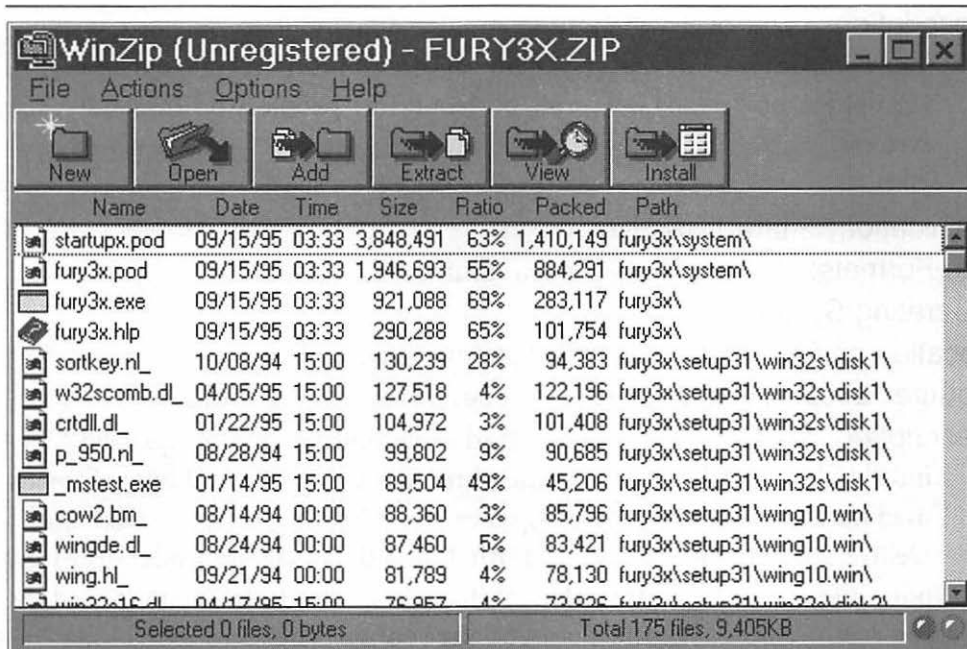 WinZip (Unregistered) - FURY3X.ZIP
File Actions Options Help
New Open Add Extract View Install
Name Date Time Size Ratio Packed Path
startupx.pod 09/15/95 03:33 3,848,491 63% 1,410,149 fury3x\system\
fury3x.pod 09/15/95 03:33 1,946,693 55% 884,291 fury3x\system\
fury3x.exe 09/15/95 03:33 921,088 69% 283,117 fury3x\
fury3x.hlp 09/15/95 03:33 290,288 65% 101,754 fury3x\
sortkey.nl_ 10/08/94 15:00 130,239 28% 94,383 fury3x\setup31\win32s\disk1\
w32scomb.dl_ 04/05/95 15:00 127,518 4% 122,196 fury3x\setup31\win32s\disk1\
crtdll.dl_ 01/22/95 15:00 104,972 3% 101,408 fury3x\setup31\win32s\disk1\
p_950.nl_ 08/28/94 15:00 99,802 9% 90,685 fury3x\setup31\win32s\disk1\
_mstest.exe 01/14/95 15:00 89,504 49% 45,206 fury3x\setup31\win32s\disk1\
cow2.bm_ 08/14/94 00:00 88,360 3% 85,796 fury3x\setup31\wing10.win\
wingde.dl_ 08/24/94 00:00 87,460 5% 83,421 fury3x\setup31\wing10.win\
wing.hl_ 09/21/94 00:00 81,789 4% 78,130 fury3x\setup31\wing10.win\
04/17/95 15:00 76,957 4%
Selected 0 files, 0 bytes Total 175 files, 9,405KB